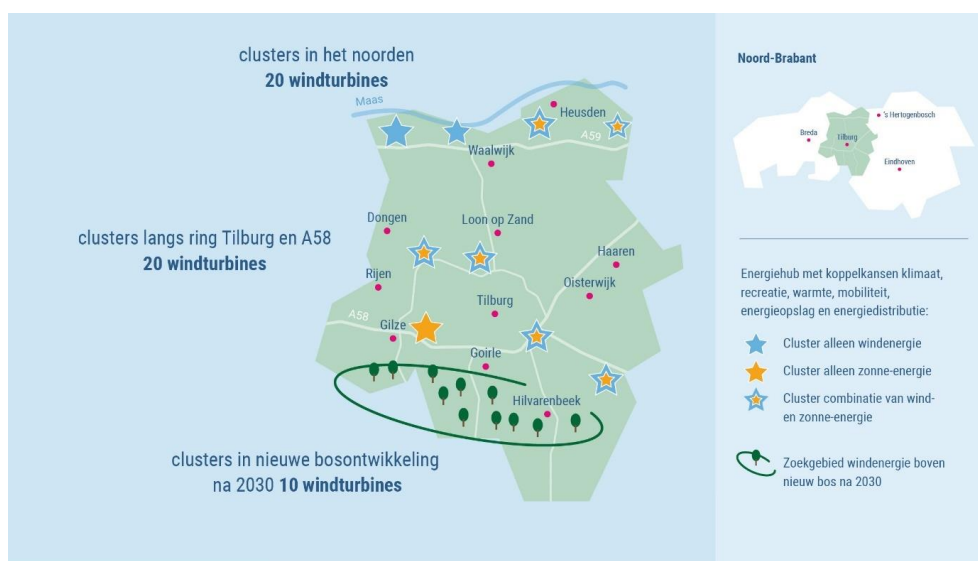 clusters in het noorden
20 windturbines
Maas
Heusden
A59
Waalwijk
clusters langs ring Tilburg en A58
20 windturbines
Dongen
Loon op Zand
Haaren
Rijen
Oisterwijk
Tilburg
A58
Gilze
Goirle
Hilvarenbeek
clusters in nieuwe bosontwikkeling
na 2030 10 windturbines
Noord-Brabant
's Hertogenbosch
Breda
Tilburg
Eindhoven
Energiehub met koppelkansen klimaat,
recreatie, warmte, mobiliteit,
energieopslag en energiedistributie:
Cluster alleen windenergie
Cluster alleen zonne-energie
Cluster combinatie van wind-
en zonne-energie
Zoekgebied windenergie boven
nieuw bos na 2030